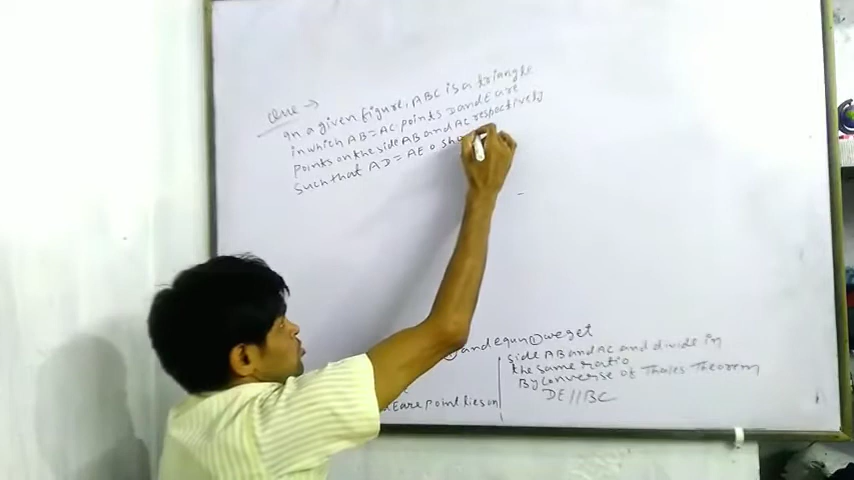 Que →
In a given figure, ABC is a triangle
in which AB = AC. points D and E are
points on the side AB and AC respectively
such that AD = AE. sh
and eqn ① we get
E are point lies on
side AB and AC and divide in
the same ratio
By converse of Thales Theorem,
DE // BC